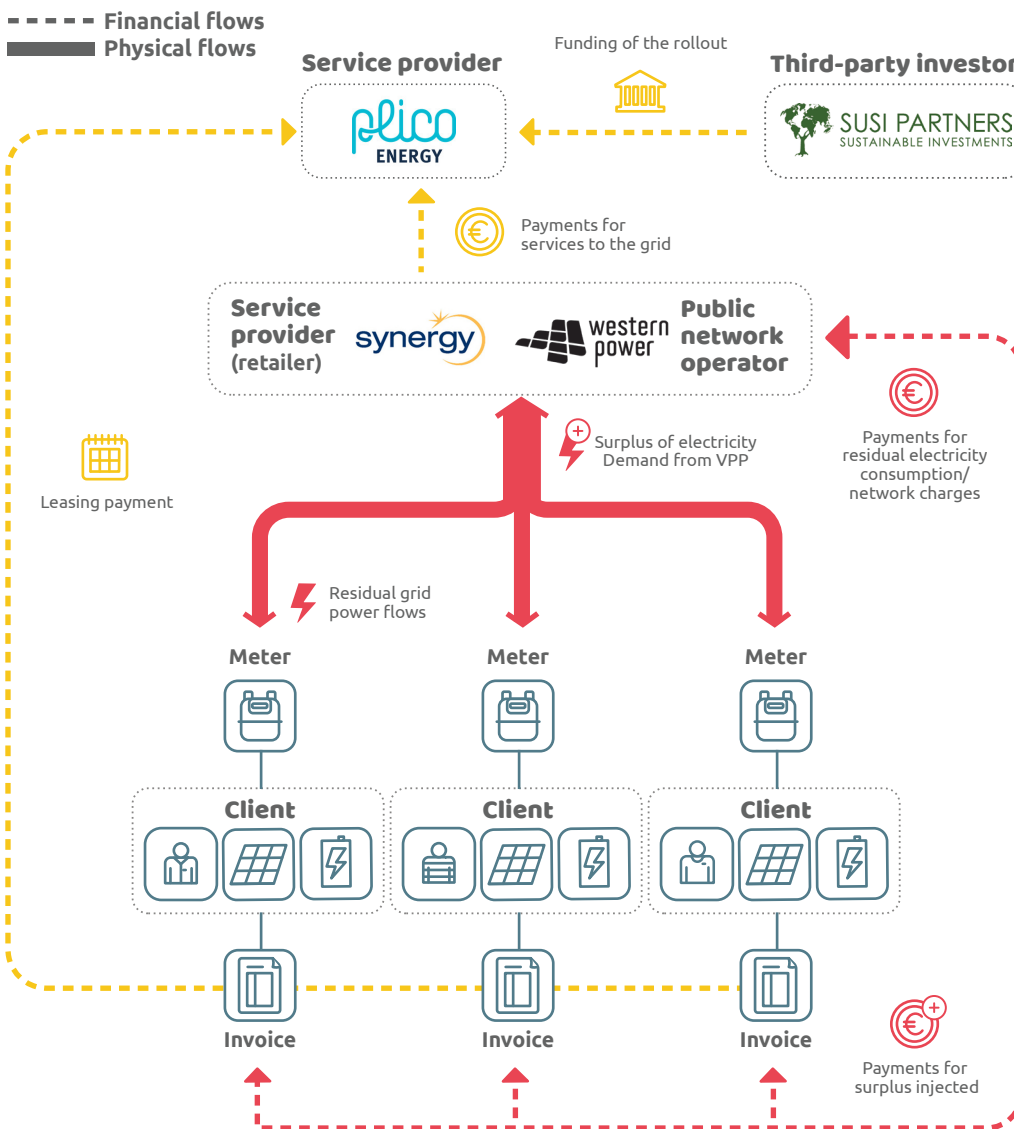 Financial flows
Physical flows
Service provider
Funding of the rollout
Third-party investor
plico
ENERGY
SUSI PARTNERS
SUSTAINABLE INVESTMENTS
Payments for
services to the grid
Service
provider
(retailer)
synergy
western
power
Public
network
operator
Payments for
residual electricity
consumption/
network charges
Surplus of electricity
Demand from VPP
Leasing payment
Residual grid
power flows
Meter
Meter
Meter
Client
Client
Client
Invoice
Invoice
Invoice
Payments for
surplus injected